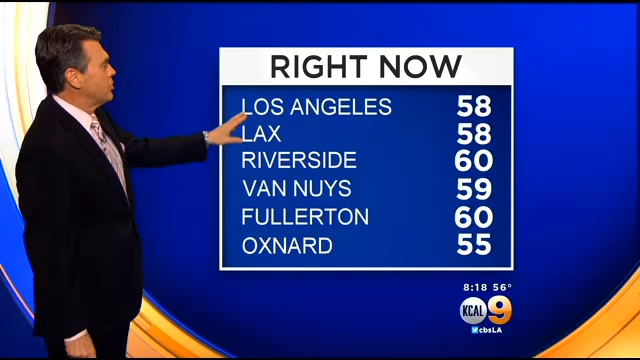 RIGHT NOW
LOS ANGELES 58
LAX 58
RIVERSIDE 60
VAN NUYS 59
FULLERTON 60
OXNARD 55
8:18 56°
KCAL 9
cbsLA